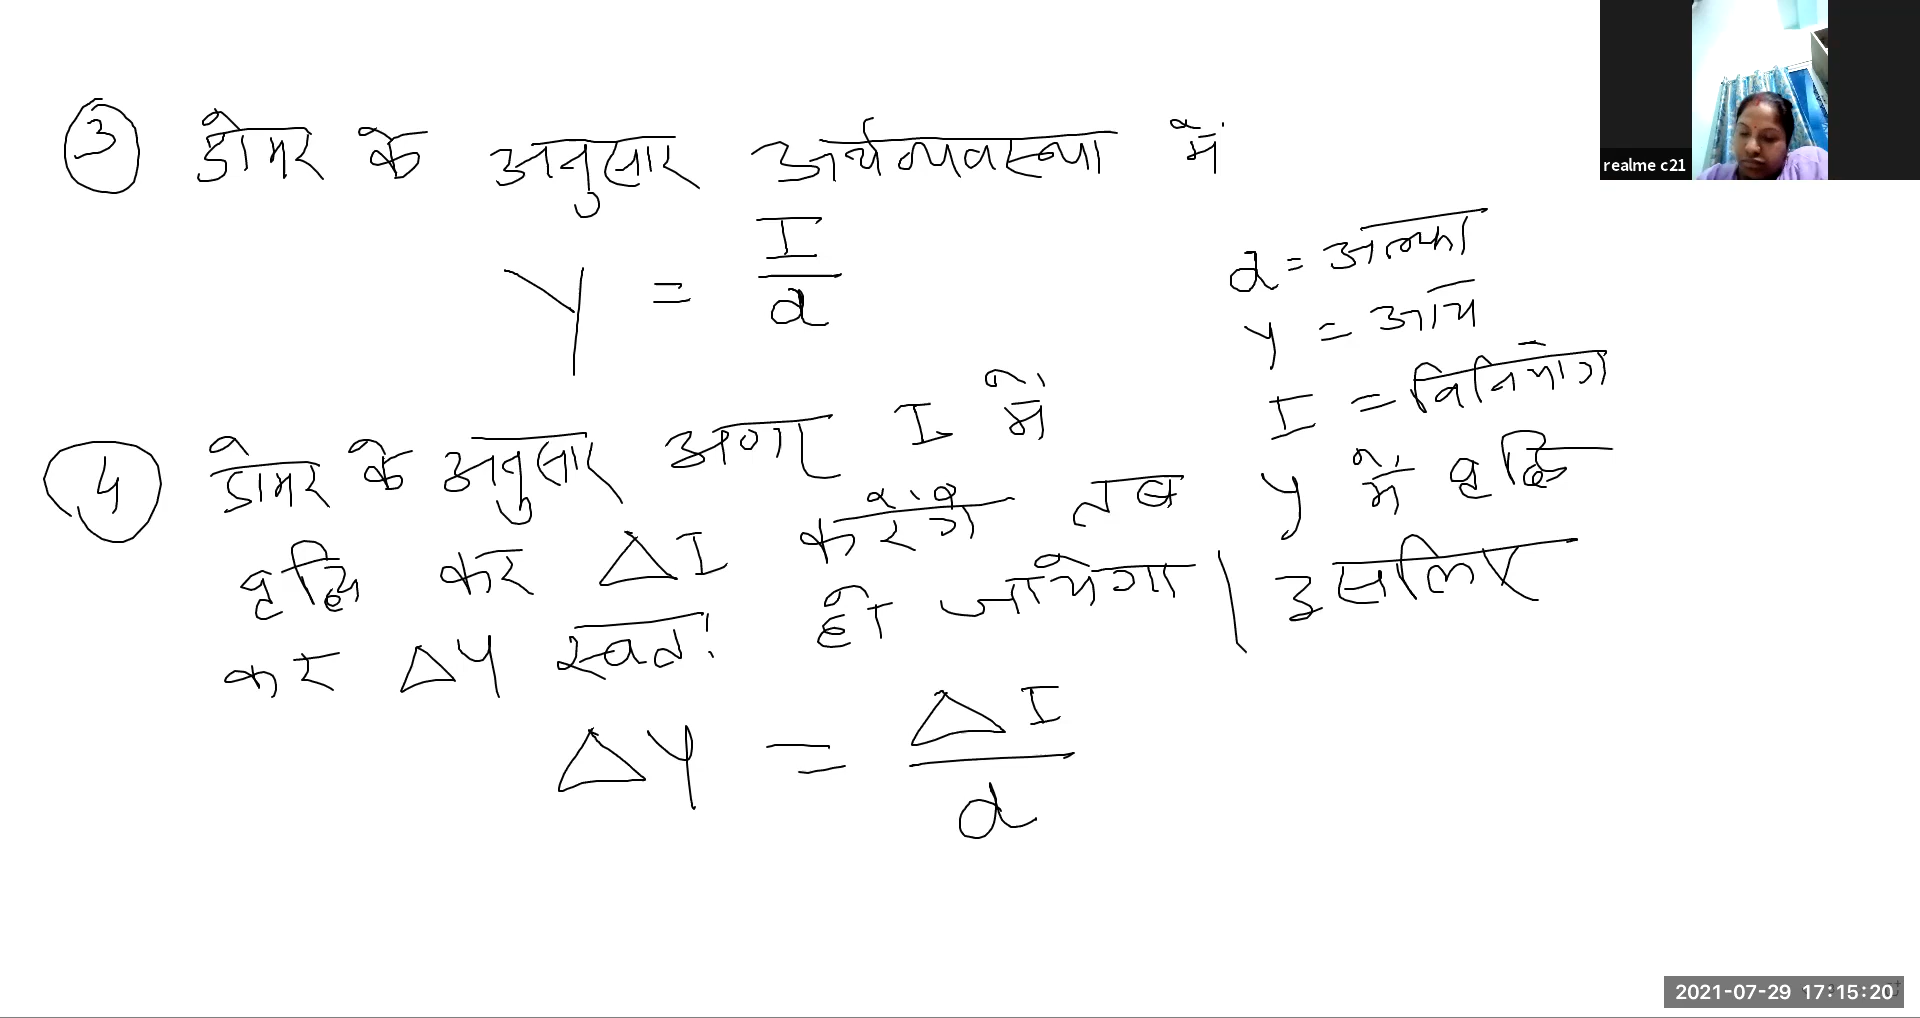 3 डोमर के अनुसार अर्थव्यवस्था में
Y = I / α
α = अल्फा
Y = आय
I = विनियोग
4 डोमर के अनुसार अगर I में
वृद्धि कर ΔI करेंगे तब Y में वृद्धि
कर ΔY स्वतः हो जायेगा | इसलिए
ΔY = ΔI / α
realme c21
2021-07-29 17:15:20